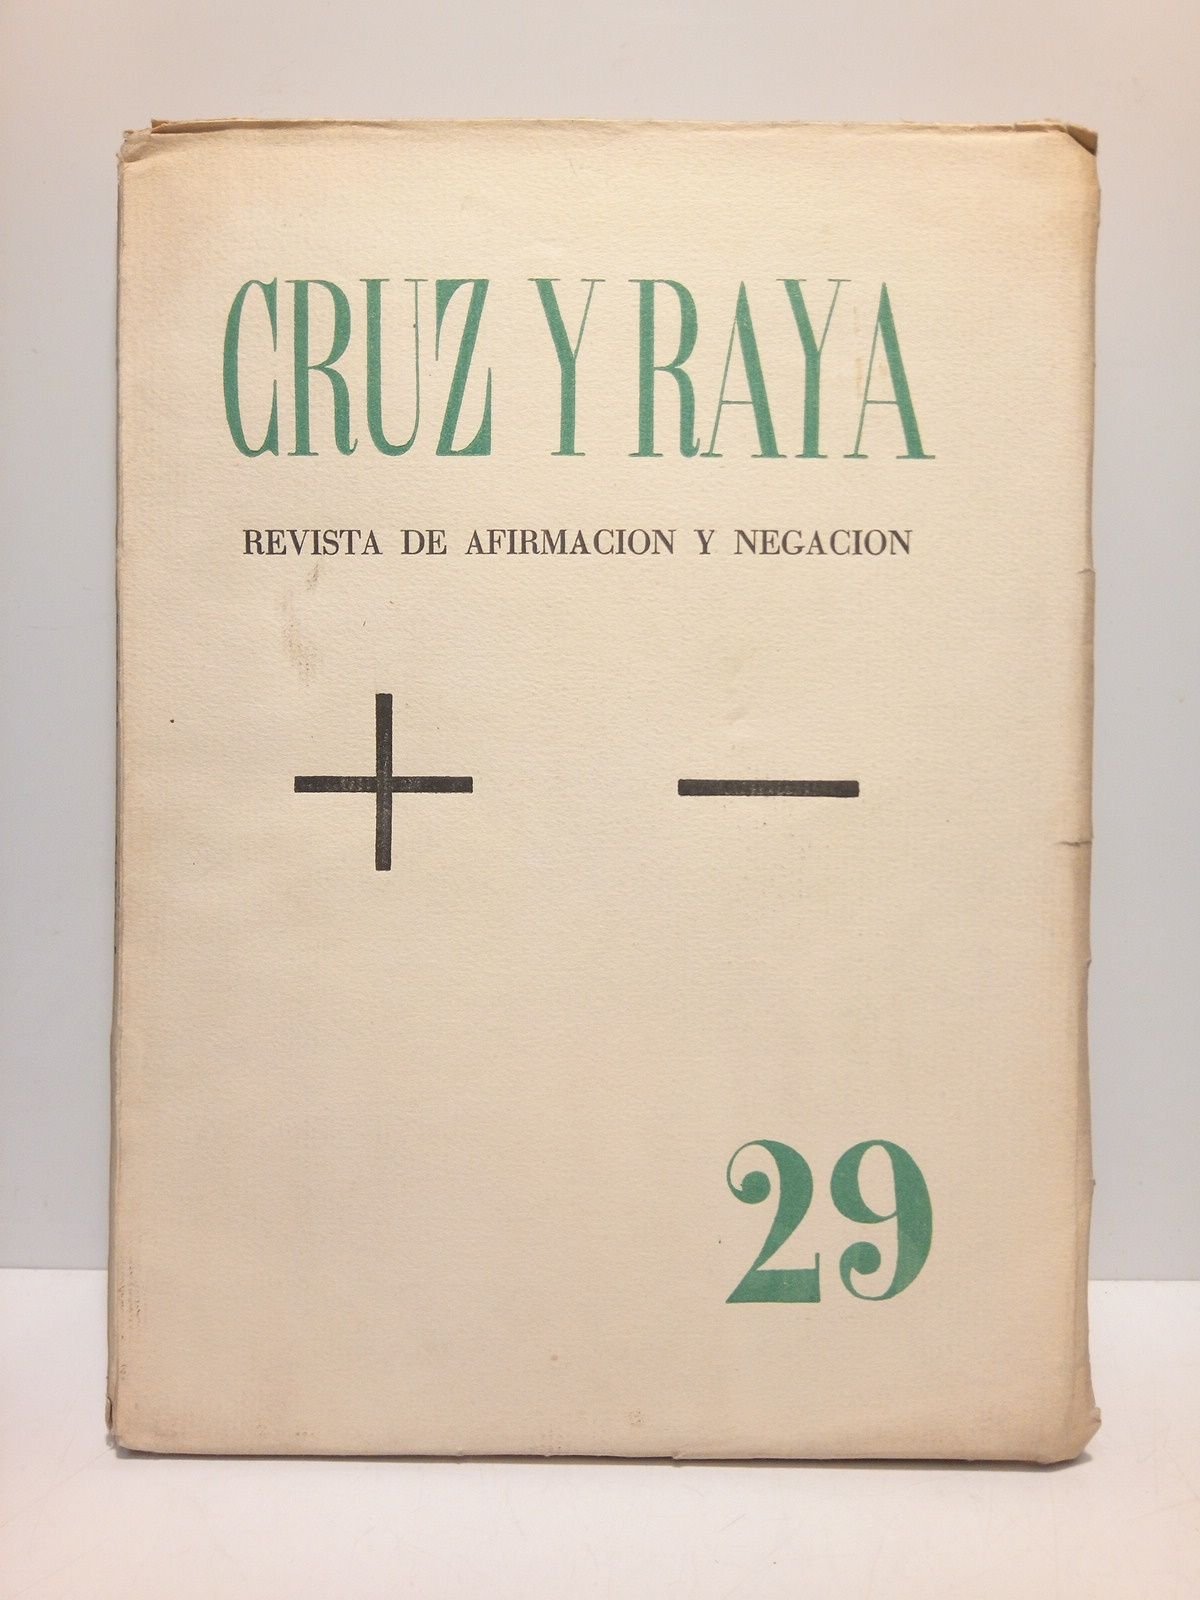 CRUZ Y RAYA
REVISTA DE AFIRMACION Y NEGACION
+ −
29